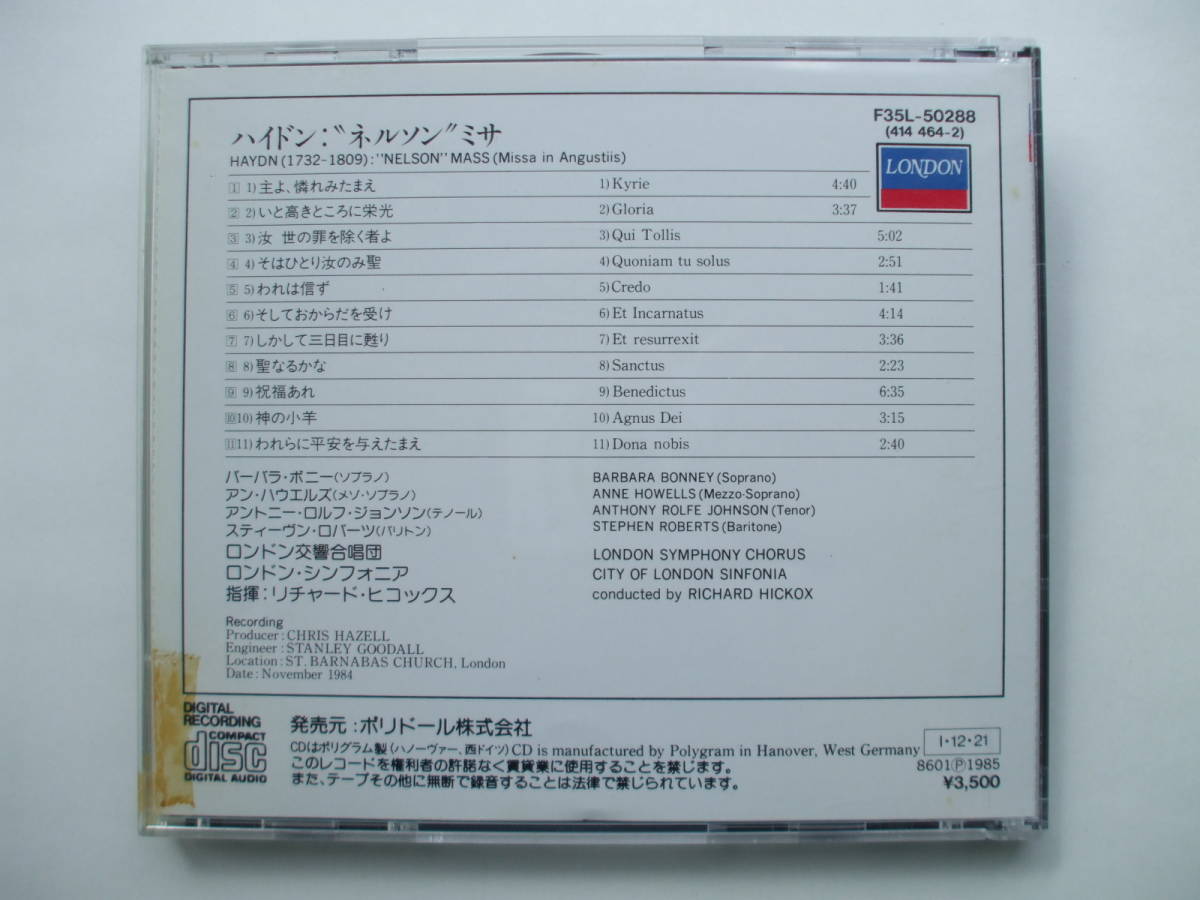 F35L-50288
(414 464-2)
LONDON
ハイドン:〝ネルソン〟ミサ
HAYDN (1732-1809): "NELSON" MASS (Missa in Angustiis)
1 1)主よ、憐れみたまえ 1) Kyrie 4:40
2 2)いと高きところに栄光 2) Gloria 3:37
3 3)汝 世の罪を除く者よ 3) Qui Tollis 5:02
4 4)そはひとり汝のみ聖 4) Quoniam tu solus 2:51
5 5)われは信ず 5) Credo 1:41
6 6)そしておからだを受け 6) Et Incarnatus 4:14
7 7)しかして三日目に甦り 7) Et resurrexit 3:36
8 8)聖なるかな 8) Sanctus 2:23
9 9)祝福あれ 9) Benedictus 6:35
10 10)神の小羊 10) Agnus Dei 3:15
11 11)われらに平安を与えたまえ 11) Dona nobis 2:40
バーバラ・ボニー(ソプラノ) BARBARA BONNEY (Soprano)
アン・ハウエルズ(メゾ・ソプラノ) ANNE HOWELLS (Mezzo-Soprano)
アントニー・ロルフ・ジョンソン(テノール) ANTHONY ROLFE JOHNSON (Tenor)
スティーヴン・ロバーツ(バリトン) STEPHEN ROBERTS (Baritone)
ロンドン交響合唱団 LONDON SYMPHONY CHORUS
ロンドン・シンフォニア CITY OF LONDON SINFONIA
指揮:リチャード・ヒコックス conducted by RICHARD HICKOX
Recording
Producer: CHRIS HAZELL
Engineer: STANLEY GOODALL
Location: ST. BARNABAS CHURCH, London
Date: November 1984
DIGITAL
RECORDING
COMPACT
disc
DIGITAL AUDIO
発売元:ポリドール株式会社
CDはポリグラム製(ハノーヴァー、西ドイツ) CD is manufactured by Polygram in Hanover, West Germany
このレコードを権利者の許諾なく賃貸業に使用することを禁じます。
また、テープその他に無断で録音することは法律で禁じられています。
I・12・21
8601 Ⓟ 1985
¥3,500